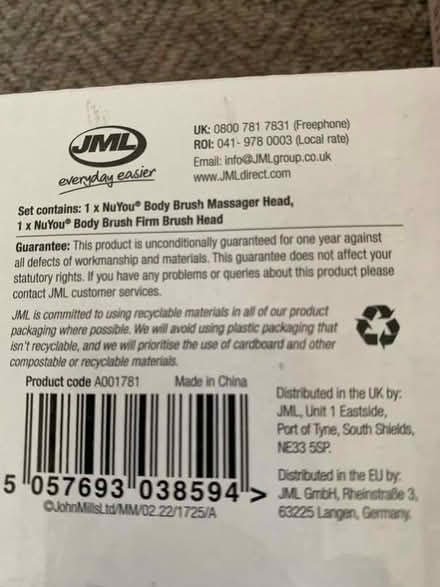 JML
everyday easier
UK: 0800 781 7831 (Freephone)
ROI: 041- 978 0003 (Local rate)
Email: info@JMLgroup.co.uk
www.JMLdirect.com
Set contains: 1 x NuYou® Body Brush Massager Head,
1 x NuYou® Body Brush Firm Brush Head
Guarantee: This product is unconditionally guaranteed for one year against
all defects of workmanship and materials. This guarantee does not affect your
statutory rights. If you have any problems or queries about this product please
contact JML customer services.
JML is committed to using recyclable materials in all of our product
packaging where possible. We will avoid using plastic packaging that
isn't recyclable, and we will prioritise the use of cardboard and other
compostable or recyclable materials.
Product code A001781 Made in China
5 057693 038594 >
©JohnMillsLtd/MM/02.22/1725/A
Distributed in the UK by:
JML, Unit 1 Eastside,
Port of Tyne, South Shields,
NE33 5SP.
Distributed in the EU by:
JML GmbH, Rheinstraße 3,
63225 Langen, Germany.